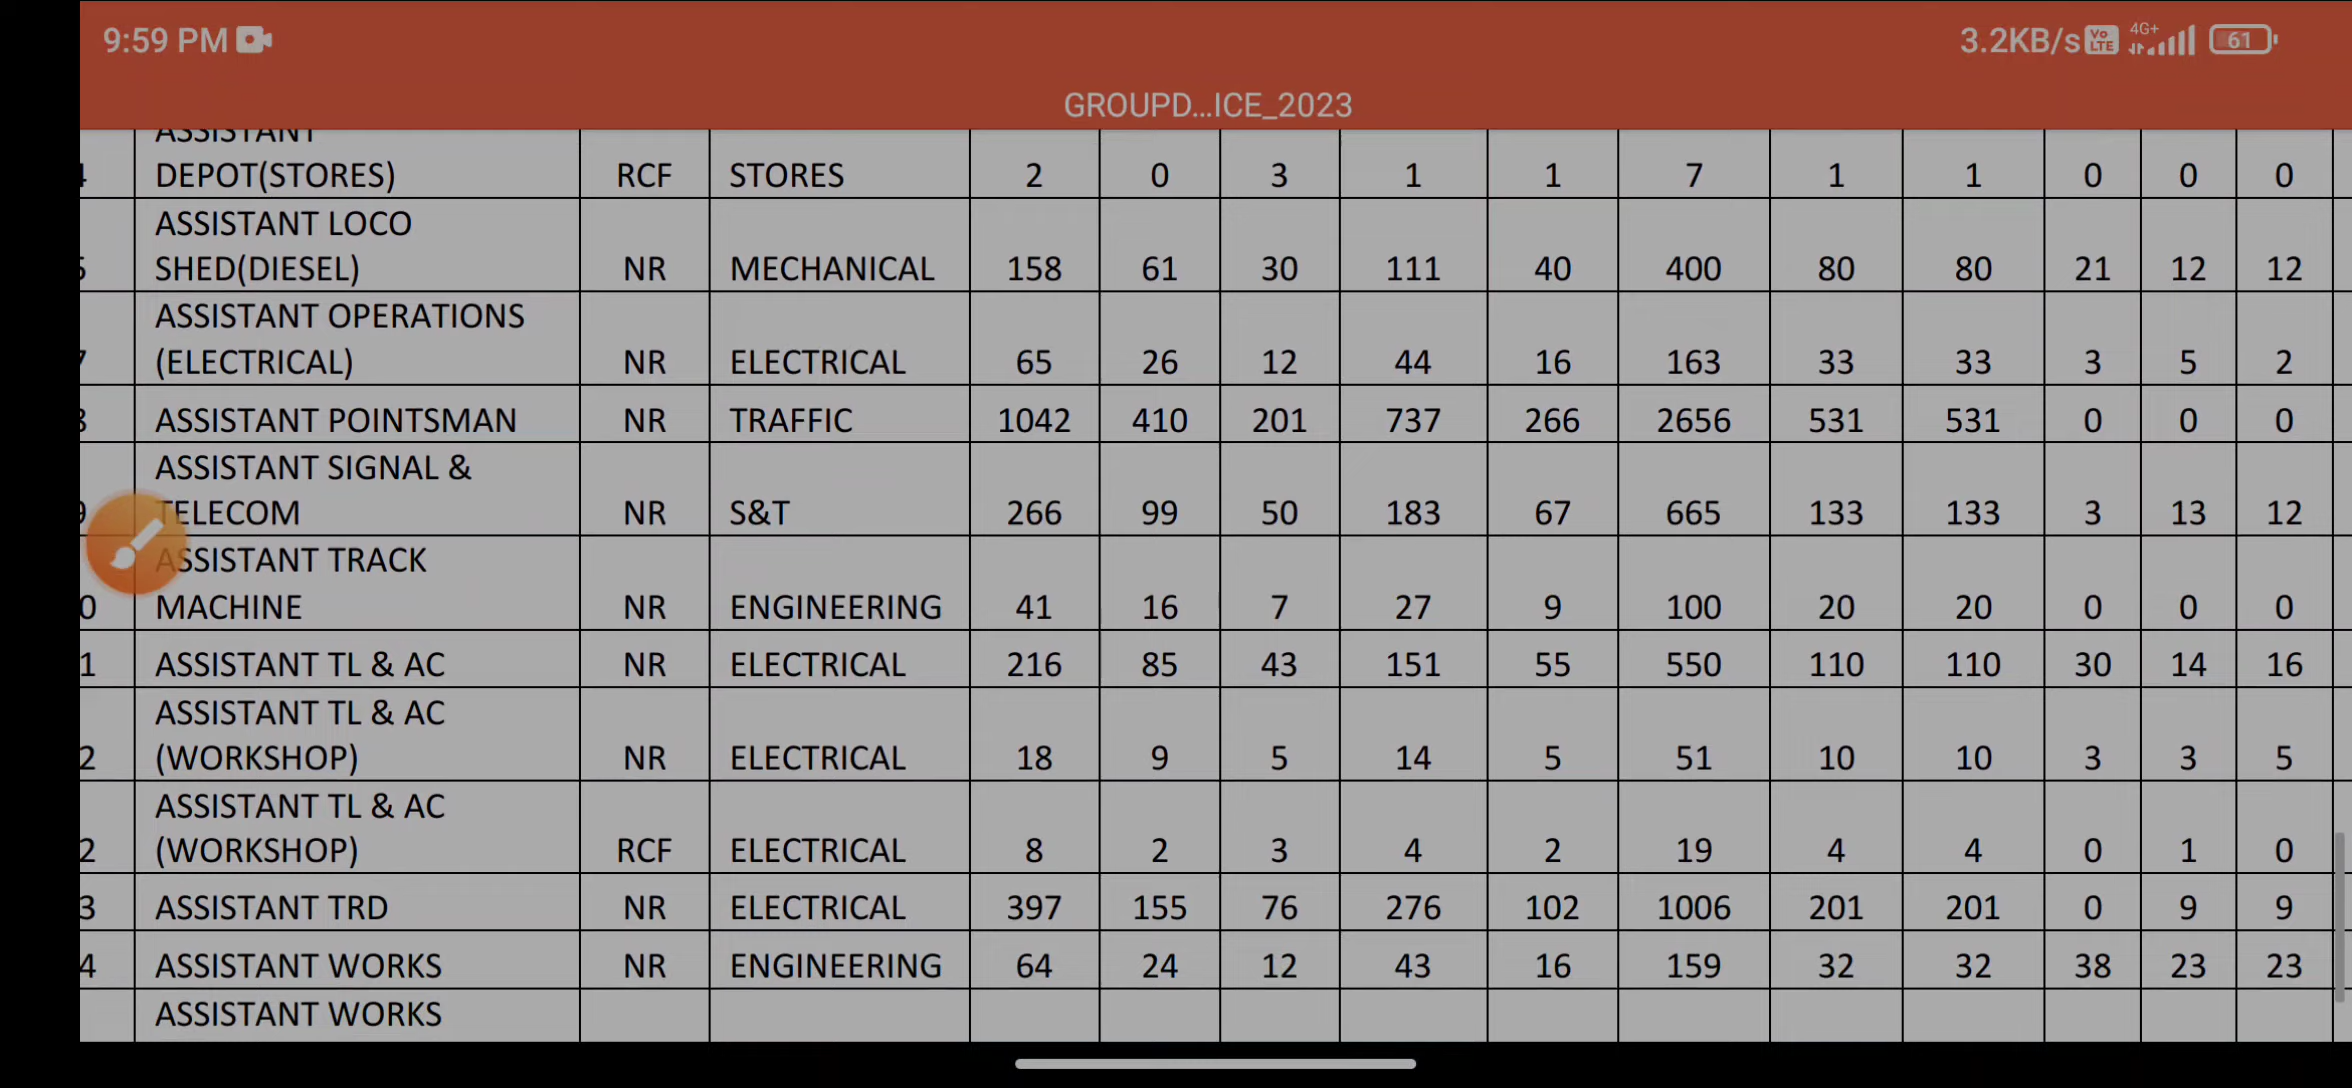 9:59 PM 3.2KB/s Vo LTE 4G+ 61
GROUPD...ICE_2023
ASSISTANT
DEPOT(STORES) RCF STORES 2 0 3 1 1 7 1 1 0 0 0
ASSISTANT LOCO
SHED(DIESEL) NR MECHANICAL 158 61 30 111 40 400 80 80 21 12 12
ASSISTANT OPERATIONS
(ELECTRICAL) NR ELECTRICAL 65 26 12 44 16 163 33 33 3 5 2
ASSISTANT POINTSMAN NR TRAFFIC 1042 410 201 737 266 2656 531 531 0 0 0
ASSISTANT SIGNAL &
TELECOM NR S&T 266 99 50 183 67 665 133 133 3 13 12
ASSISTANT TRACK
0 MACHINE NR ENGINEERING 41 16 7 27 9 100 20 20 0 0 0
1 ASSISTANT TL & AC NR ELECTRICAL 216 85 43 151 55 550 110 110 30 14 16
ASSISTANT TL & AC
2 (WORKSHOP) NR ELECTRICAL 18 9 5 14 5 51 10 10 3 3 5
ASSISTANT TL & AC
2 (WORKSHOP) RCF ELECTRICAL 8 2 3 4 2 19 4 4 0 1 0
3 ASSISTANT TRD NR ELECTRICAL 397 155 76 276 102 1006 201 201 0 9 9
4 ASSISTANT WORKS NR ENGINEERING 64 24 12 43 16 159 32 32 38 23 23
ASSISTANT WORKS